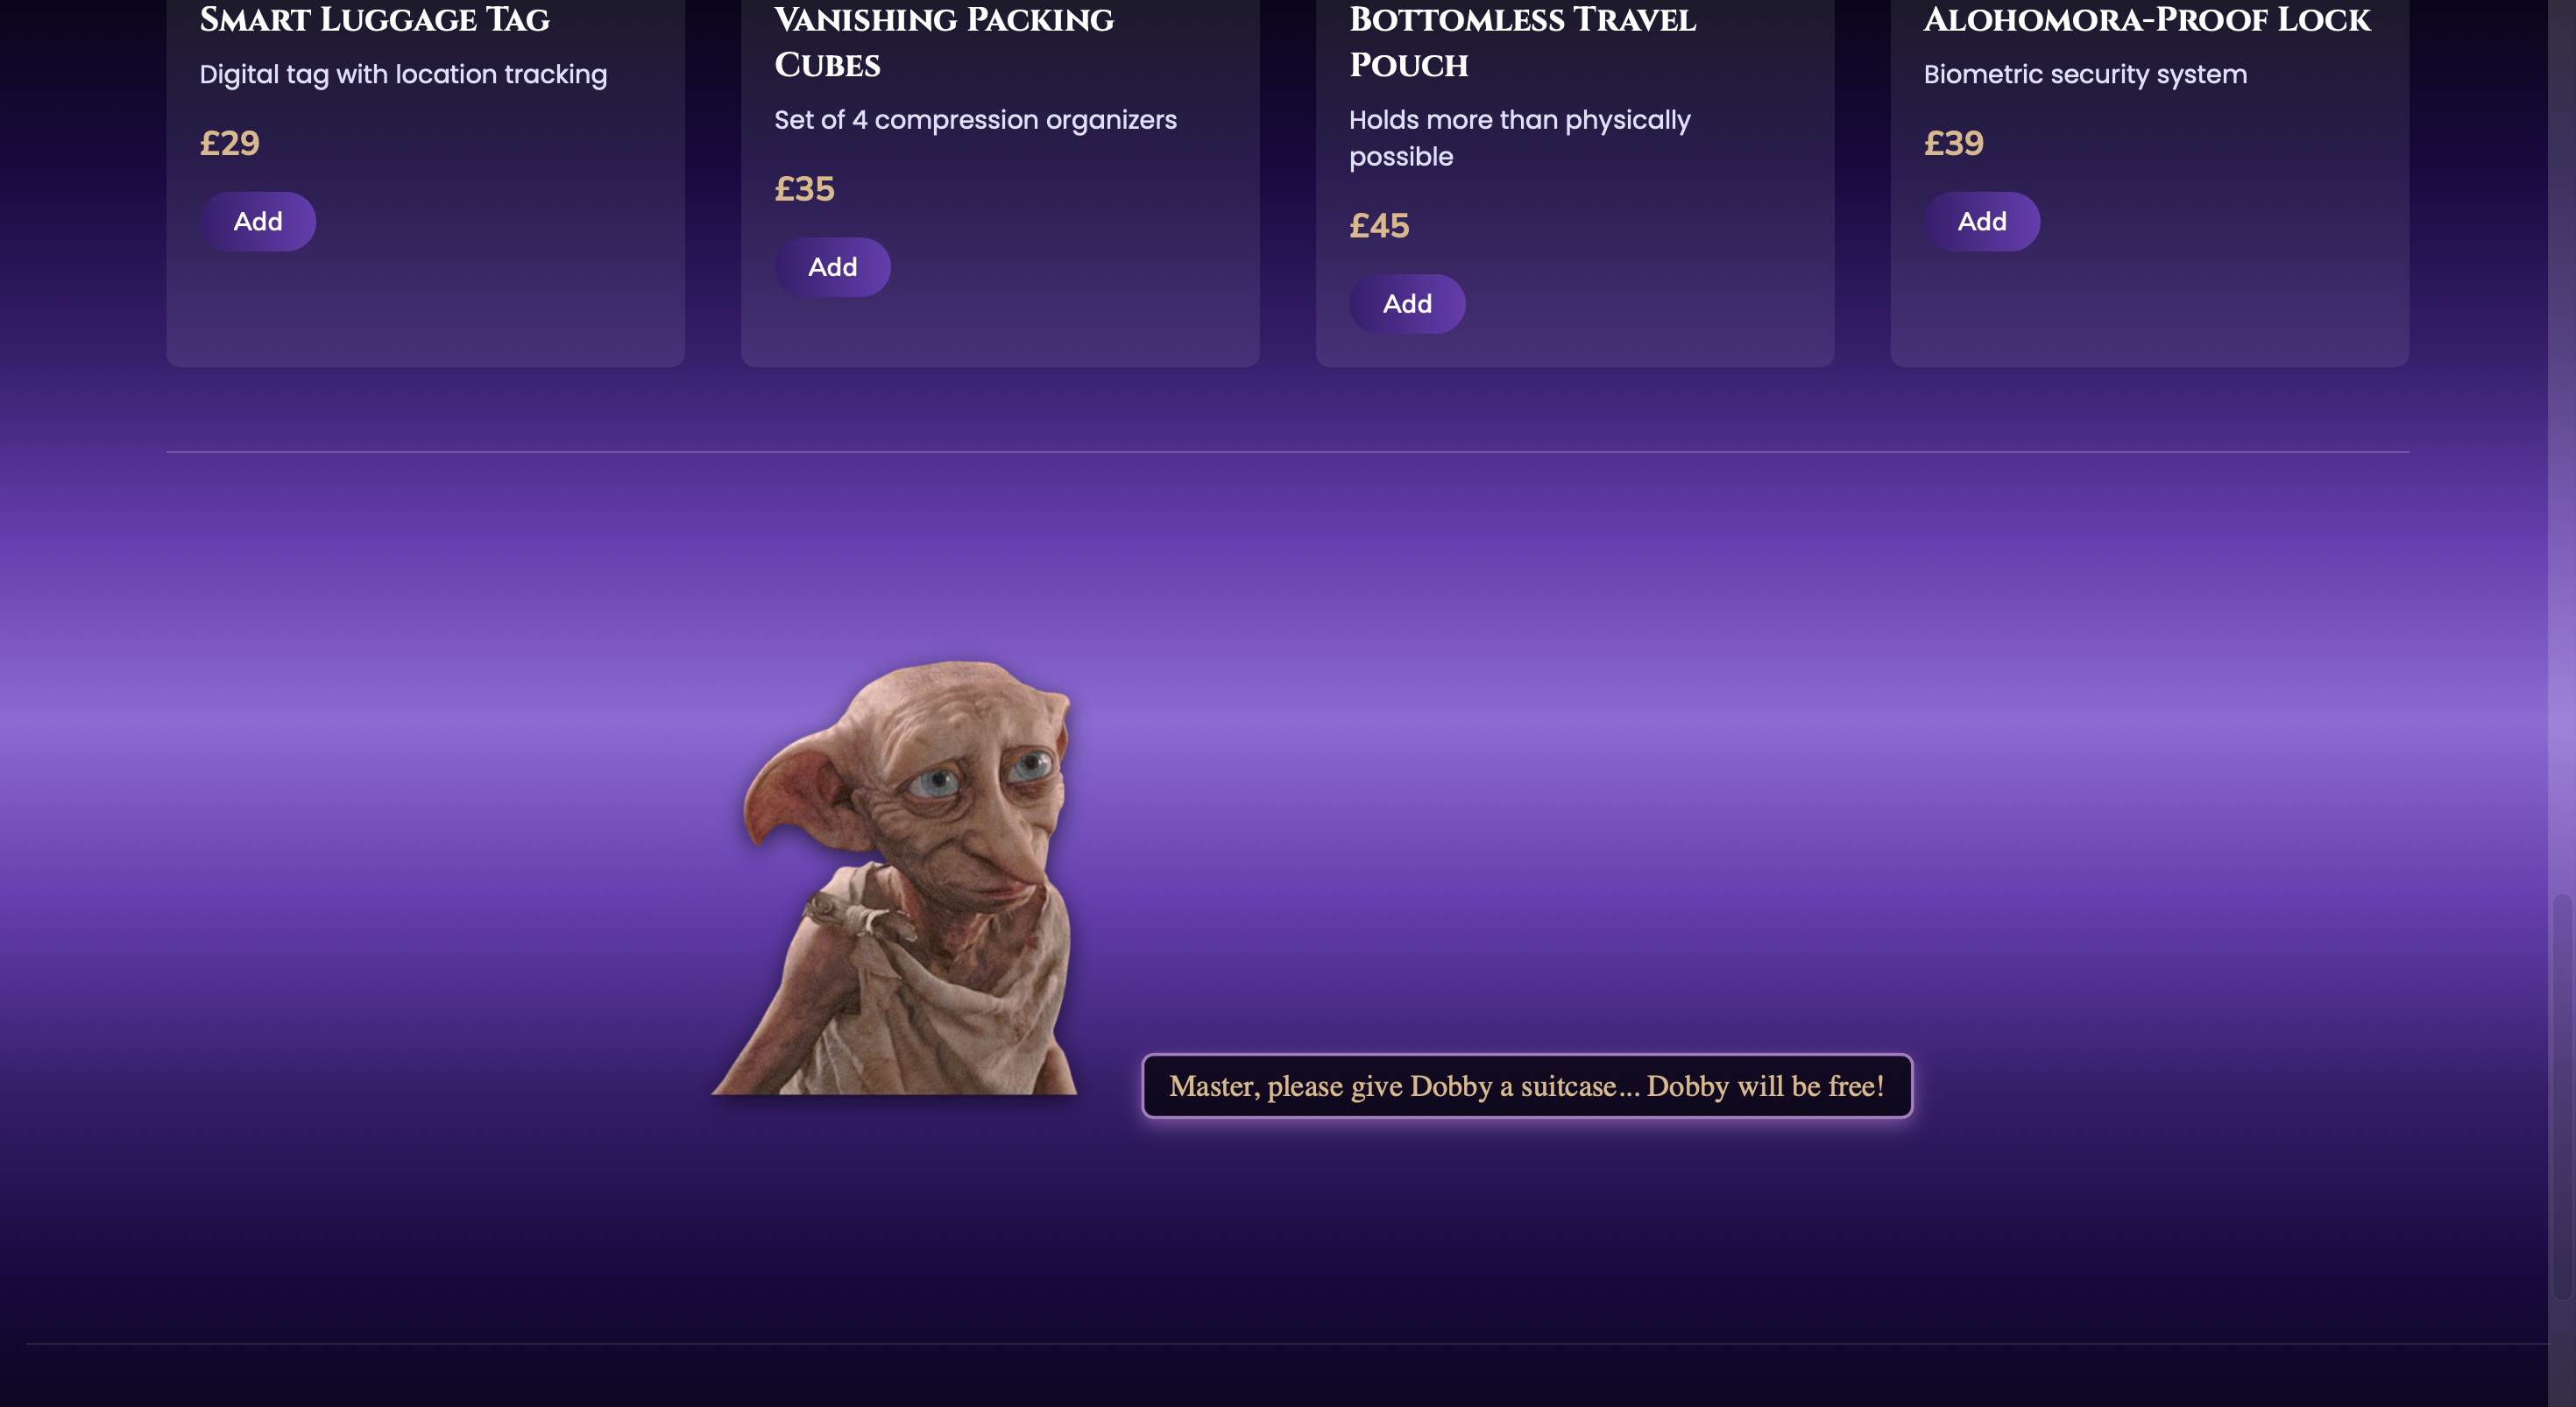 Smart Luggage Tag
Digital tag with location tracking
£29
Add
Vanishing Packing
Cubes
Set of 4 compression organizers
£35
Add
Bottomless Travel
Pouch
Holds more than physically
possible
£45
Add
Alohomora-Proof Lock
Biometric security system
£39
Add
Master, please give Dobby a suitcase... Dobby will be free!